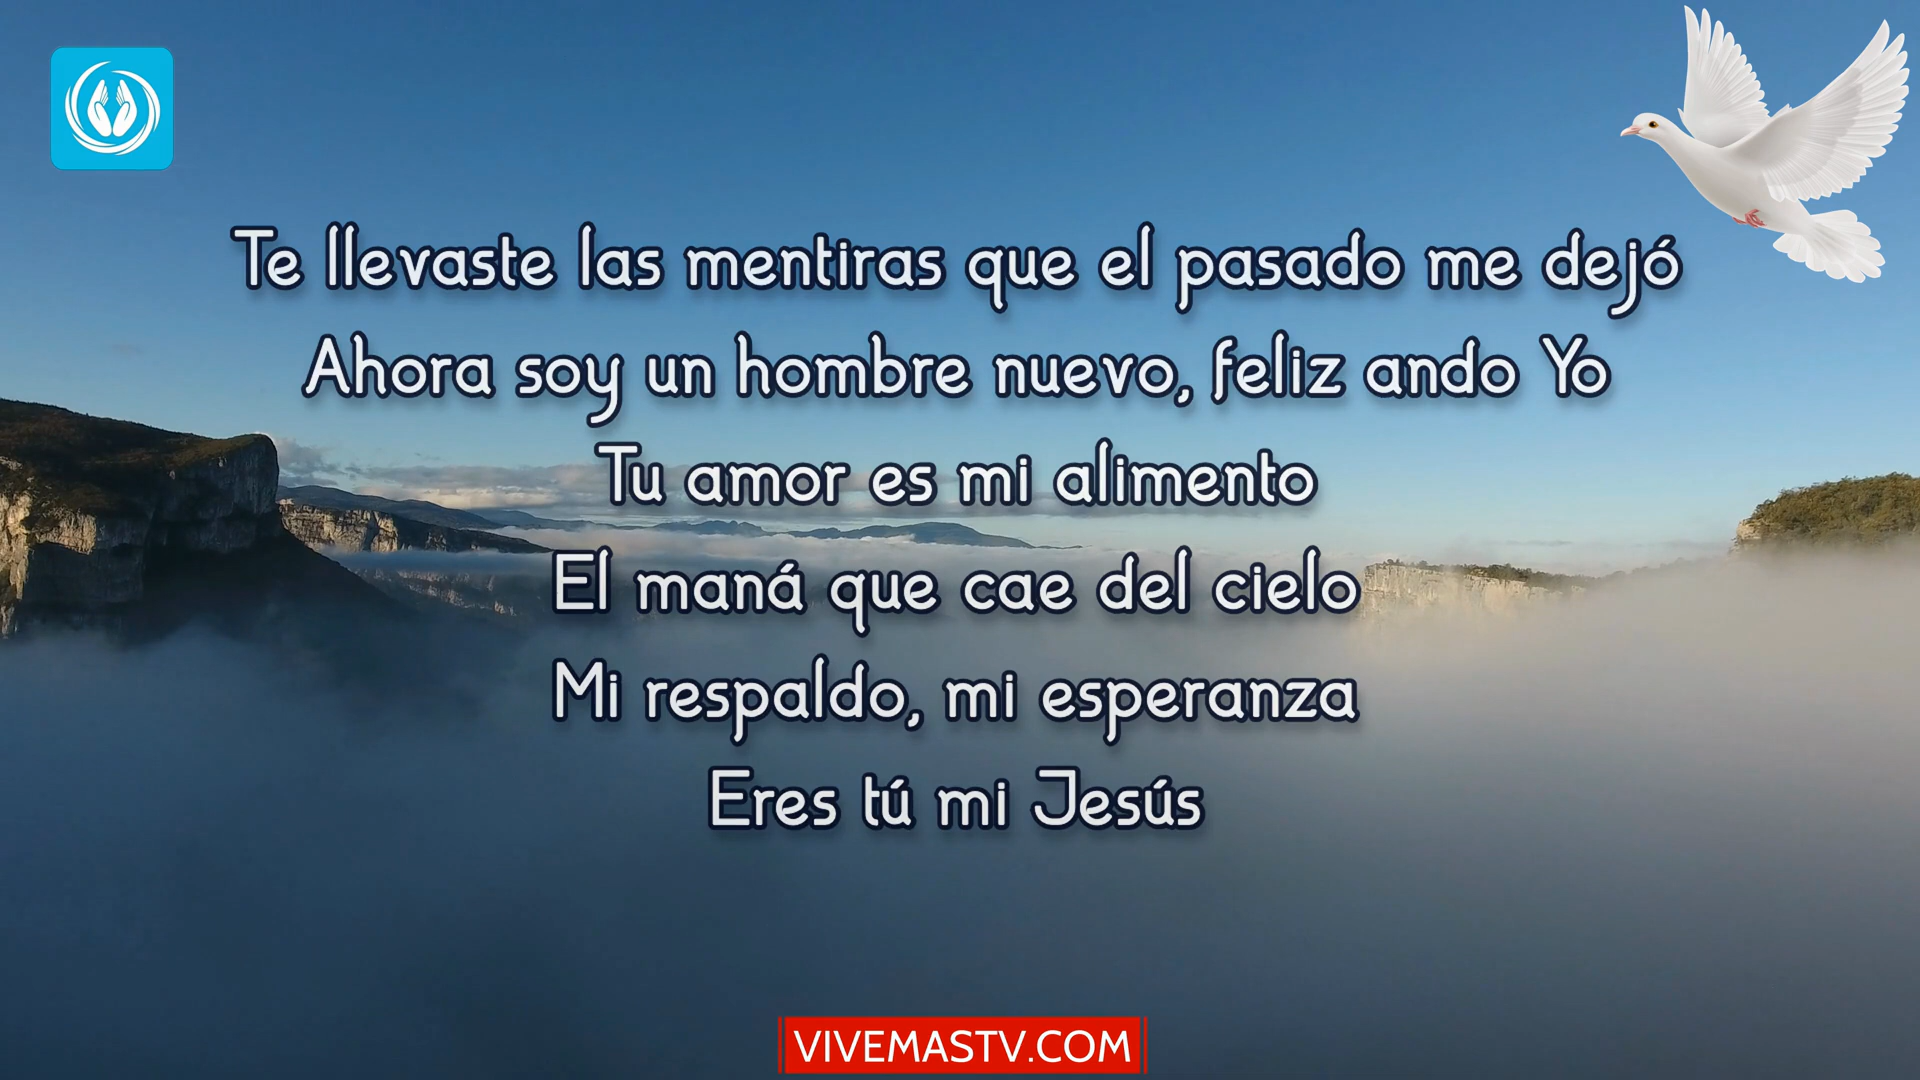 Te llevaste las mentiras que el pasado me dejó
Ahora soy un hombre nuevo, feliz ando Yo
Tu amor es mi alimento
El maná que cae del cielo
Mi respaldo, mi esperanza
Eres tú mi Jesús
VIVEMASTV.COM